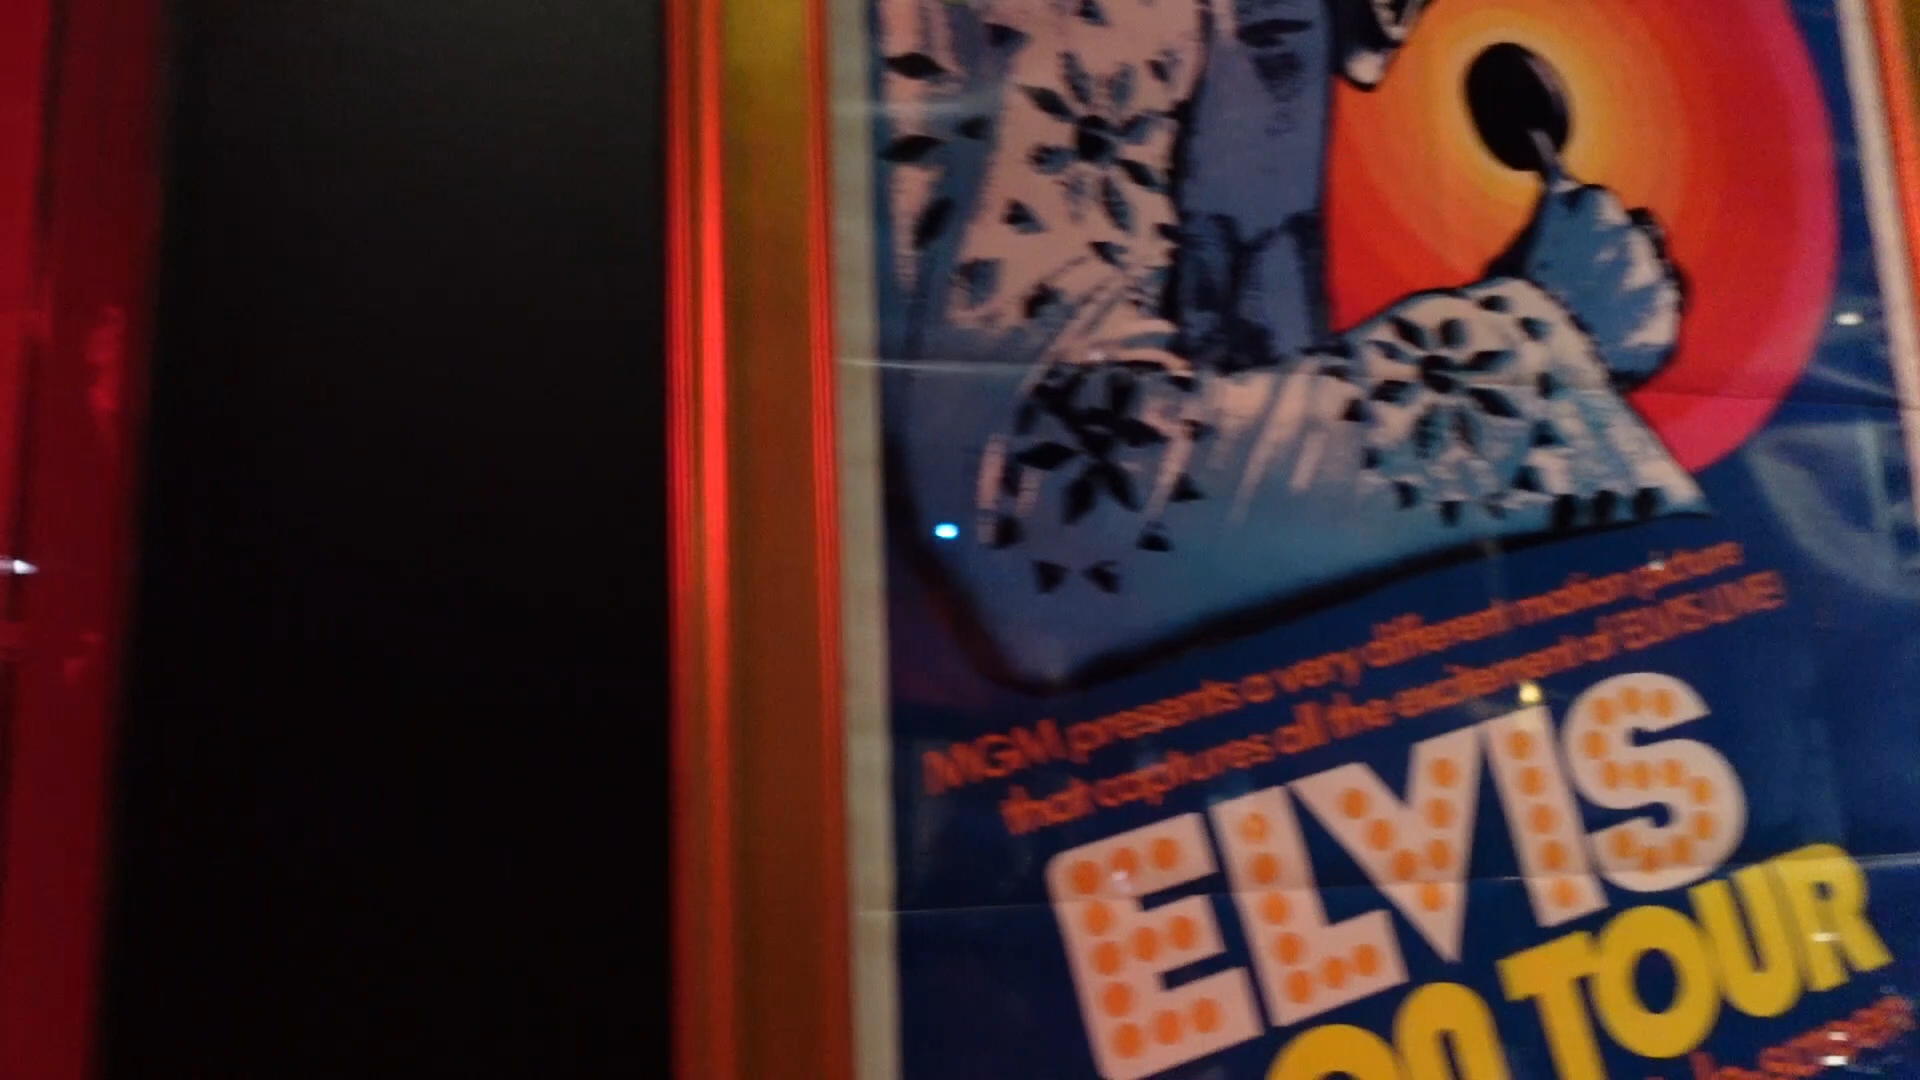 MGM presents a very different motion picture
that captures all the excitement of ELVIS LIVE
ELVIS
ON TOUR